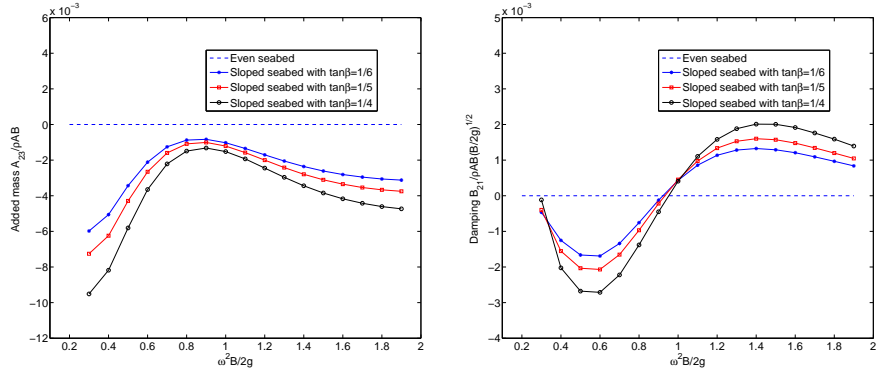 x 10⁻³
6
4
2
0
−2
−4
−6
−8
−10
−12
0.2 0.4 0.6 0.8 1 1.2 1.4 1.6 1.8 2
ω²B/2g
Added mass A₂₃/ρAB
Even seabed
Sloped seabed with tanβ=1/6
Sloped seabed with tanβ=1/5
Sloped seabed with tanβ=1/4
x 10⁻³
5
4
3
2
1
0
−1
−2
−3
−4
0.2 0.4 0.6 0.8 1 1.2 1.4 1.6 1.8 2
ω²B/2g
Damping B₂₁/ρAB(B/2g)¹/²
Even seabed
Sloped seabed with tanβ=1/6
Sloped seabed with tanβ=1/5
Sloped seabed with tanβ=1/4